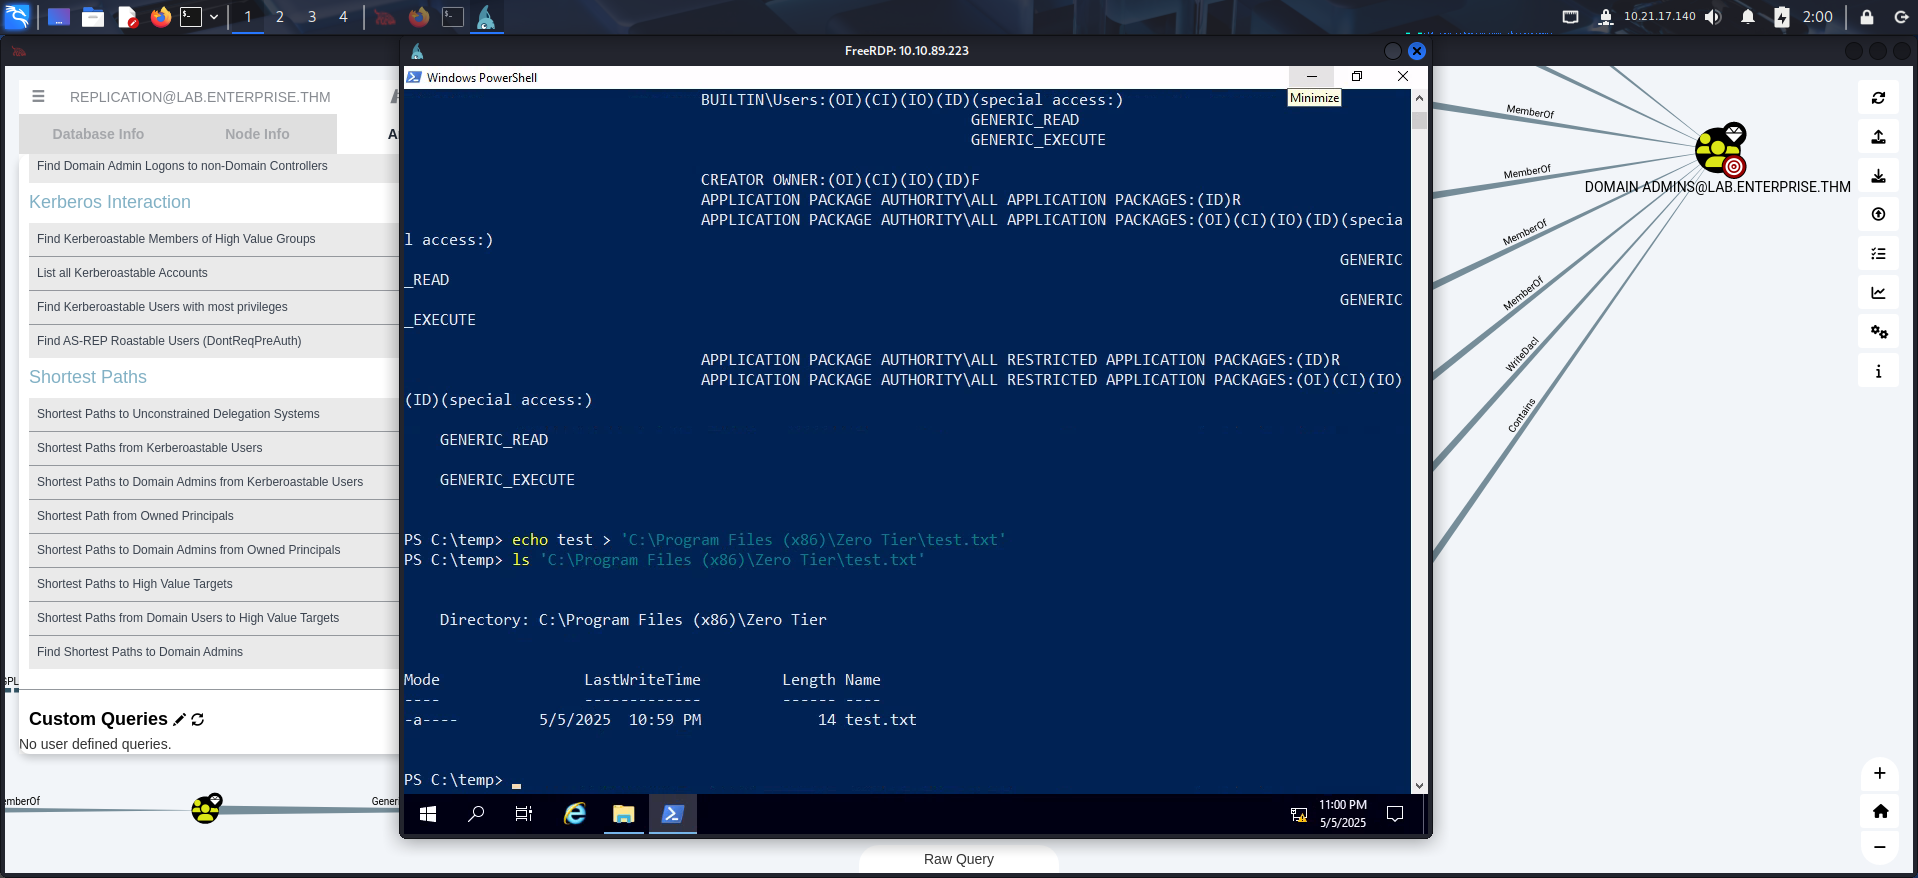 1 2 3 4
10.21.17.140
2:00
FreeRDP: 10.10.89.223
REPLICATION@LAB.ENTERPRISE.THM
Database Info Node Info
Find Domain Admin Logons to non-Domain Controllers
Kerberos Interaction
Find Kerberoastable Members of High Value Groups
List all Kerberoastable Accounts
Find Kerberoastable Users with most privileges
Find AS-REP Roastable Users (DontReqPreAuth)
Shortest Paths
Shortest Paths to Unconstrained Delegation Systems
Shortest Paths from Kerberoastable Users
Shortest Paths to Domain Admins from Kerberoastable Users
Shortest Path from Owned Principals
Shortest Paths to Domain Admins from Owned Principals
Shortest Paths to High Value Targets
Shortest Paths from Domain Users to High Value Targets
Find Shortest Paths to Domain Admins
Custom Queries
No user defined queries.
GPL
emberOf
Gener
Windows PowerShell
Minimize
BUILTIN\Users:(OI)(CI)(IO)(ID)(special access:)
GENERIC_READ
GENERIC_EXECUTE
CREATOR OWNER:(OI)(CI)(IO)(ID)F
APPLICATION PACKAGE AUTHORITY\ALL APPLICATION PACKAGES:(ID)R
APPLICATION PACKAGE AUTHORITY\ALL APPLICATION PACKAGES:(OI)(CI)(IO)(ID)(specia
l access:)
GENERIC
_READ
GENERIC
_EXECUTE
APPLICATION PACKAGE AUTHORITY\ALL RESTRICTED APPLICATION PACKAGES:(ID)R
APPLICATION PACKAGE AUTHORITY\ALL RESTRICTED APPLICATION PACKAGES:(OI)(CI)(IO)
(ID)(special access:)
GENERIC_READ
GENERIC_EXECUTE
PS C:\temp> echo test > 'C:\Program Files (x86)\Zero Tier\test.txt'
PS C:\temp> ls 'C:\Program Files (x86)\Zero Tier\test.txt'
Directory: C:\Program Files (x86)\Zero Tier
Mode LastWriteTime Length Name
---- ------------- ------ ----
-a---- 5/5/2025 10:59 PM 14 test.txt
PS C:\temp>
11:00 PM
5/5/2025
MemberOf
MemberOf
MemberOf
MemberOf
WriteDacl
Contains
DOMAIN ADMINS@LAB.ENTERPRISE.THM
Raw Query